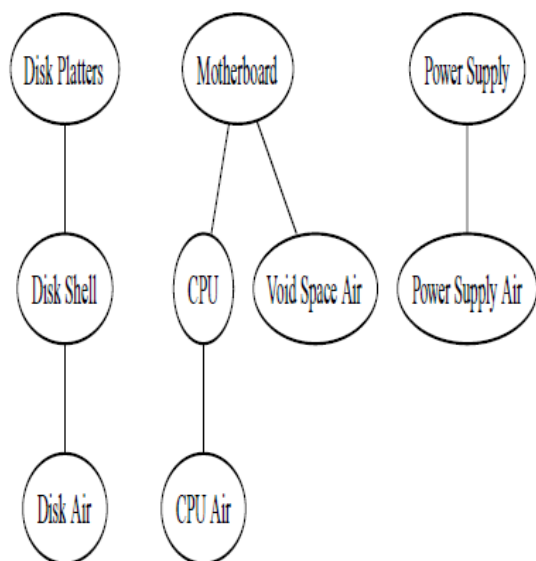 Disk Platters
Motherboard
Power Supply
Disk Shell
CPU
Void Space Air
Power Supply Air
Disk Air
CPU Air